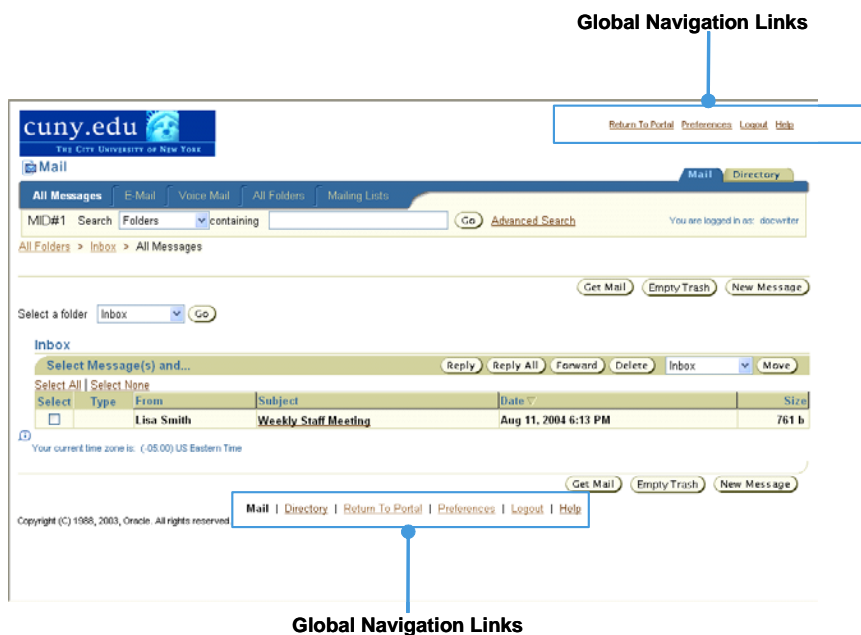 Global Navigation Links
cuny.edu
THE CITY UNIVERSITY OF NEW YORK
Return To Portal Preferences Logout Help
Mail
Mail Directory
All Messages E-Mail Voice Mail All Folders Mailing Lists
MID#1 Search Folders containing Go Advanced Search You are logged in as: docwriter
All Folders > Inbox > All Messages
Get Mail Empty Trash New Message
Select a folder Inbox Go
Inbox
Select Message(s) and... Reply Reply All Forward Delete Inbox Move
Select All | Select None
Select Type From Subject Date Size
Lisa Smith Weekly Staff Meeting Aug 11, 2004 6:13 PM 761 b
Your current time zone is: (-05:00) US Eastern Time
Get Mail Empty Trash New Message
Mail | Directory | Return To Portal | Preferences | Logout | Help
Copyright (C) 1988, 2003, Oracle. All rights reserved.
Global Navigation Links